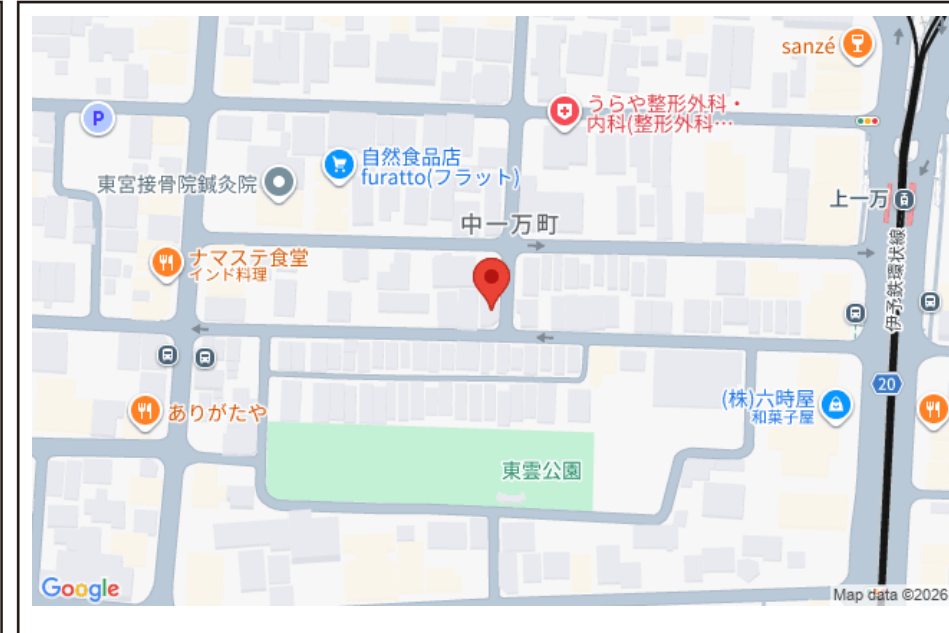 sanzé
P
うらや整形外科・
内科(整形外科…
自然食品店
furatto(フラット)
東宮接骨院鍼灸院
上一万
中一万町
ナマステ食堂
インド料理
伊予鉄環状線
20
(株)六時屋
和菓子屋
ありがたや
東雲公園
Google
Map data ©2026